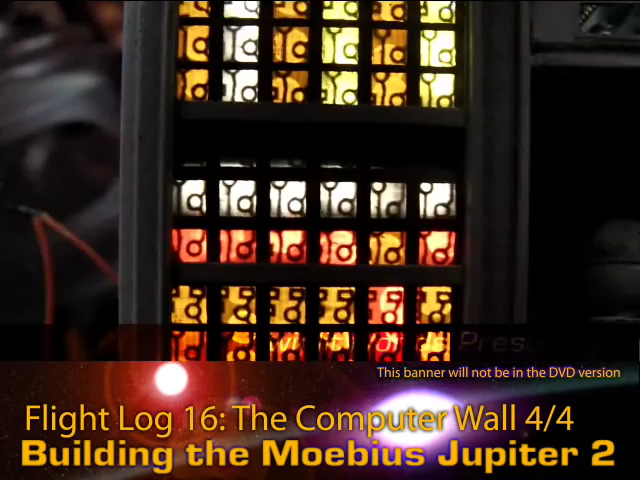 This banner will not be in the DVD version
Flight Log 16: The Computer Wall 4/4
Building the Moebius Jupiter 2